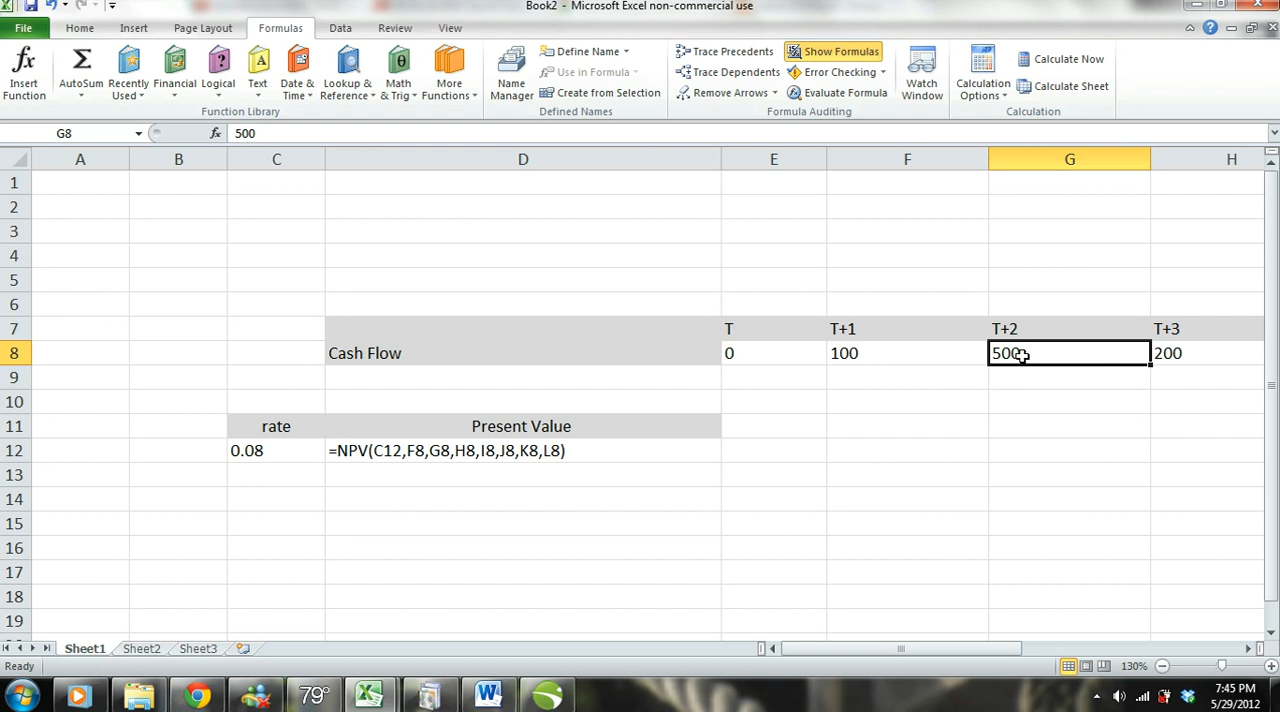 Book2 - Microsoft Excel non-commercial use
File Home Insert Page Layout Formulas Data Review View
fx Σ ? A θ
Insert Function
AutoSum
Recently Used
Financial
Logical
Text
Date & Time
Lookup & Reference
Math & Trig
More Functions
Function Library
Name Manager
Define Name
Use in Formula
Create from Selection
Defined Names
Trace Precedents
Trace Dependents
Remove Arrows
Show Formulas
Error Checking
Evaluate Formula
Watch Window
Formula Auditing
Calculation Options
Calculate Now
Calculate Sheet
Calculation
G8 fx 500
A B C D E F G H
1
2
3
4
5
6
7 T T+1 T+2 T+3
8 Cash Flow 0 100 500 200
9
10
11 rate Present Value
12 0.08 =NPV(C12,F8,G8,H8,I8,J8,K8,L8)
13
14
15
16
17
18
19
Sheet1 Sheet2 Sheet3
Ready 130%
79°
7:45 PM
5/29/2012